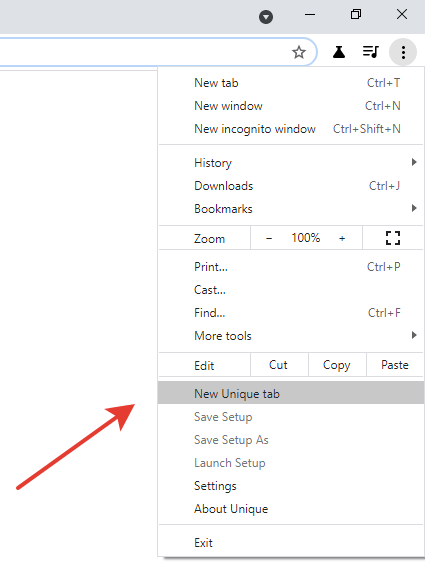 New tab Ctrl+T
New window Ctrl+N
New incognito window Ctrl+Shift+N
History
Downloads Ctrl+J
Bookmarks
Zoom − 100% +
Print... Ctrl+P
Cast...
Find... Ctrl+F
More tools
Edit Cut Copy Paste
New Unique tab
Save Setup
Save Setup As
Launch Setup
Settings
About Unique
Exit